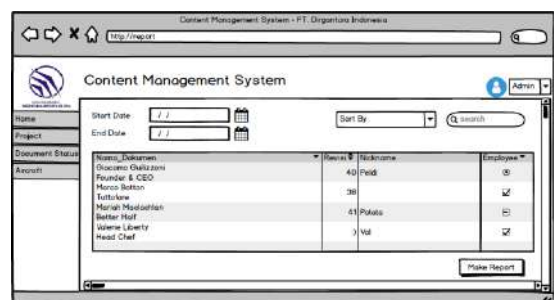 Content Management System - PT. Dirgantara Indonesia
http://report
Content Management System
Admin
Home
Project
Document Status
Aircraft
Start Date / /
End Date / /
Sort By
search
Nama_Dokumen Revisi Nickname Employee
Giacomo Guilizzoni
Founder & CEO
40 Peldi
Marco Botton
Tuttofare
38
Mariah Maclachlan
Better Half
41 Potato
Valerie Liberty
Head Chef
) Val
Make Report